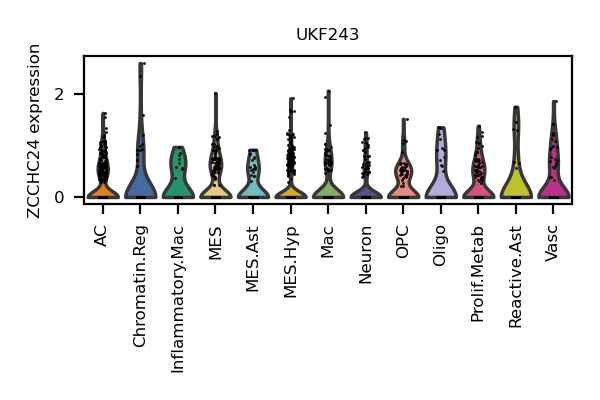 UKF243
ZCCHC24 expression
2
0
AC
Chromatin.Reg
Inflammatory.Mac
MES
MES.Ast
MES.Hyp
Mac
Neuron
OPC
Oligo
Prolif.Metab
Reactive.Ast
Vasc